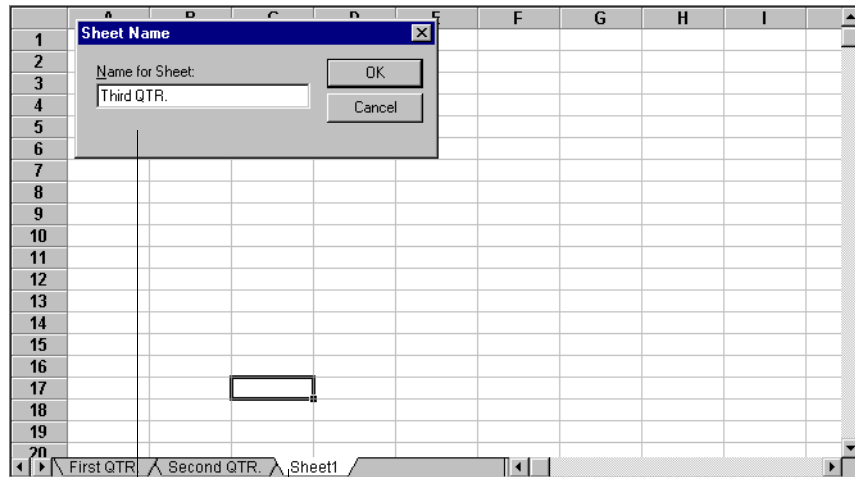 A B C D E F G H I
Sheet Name
1
2
Name for Sheet:
OK
3
Third QTR.
4
Cancel
5
6
7
8
9
10
11
12
13
14
15
16
17
18
19
20
First QTR. Second QTR. Sheet1